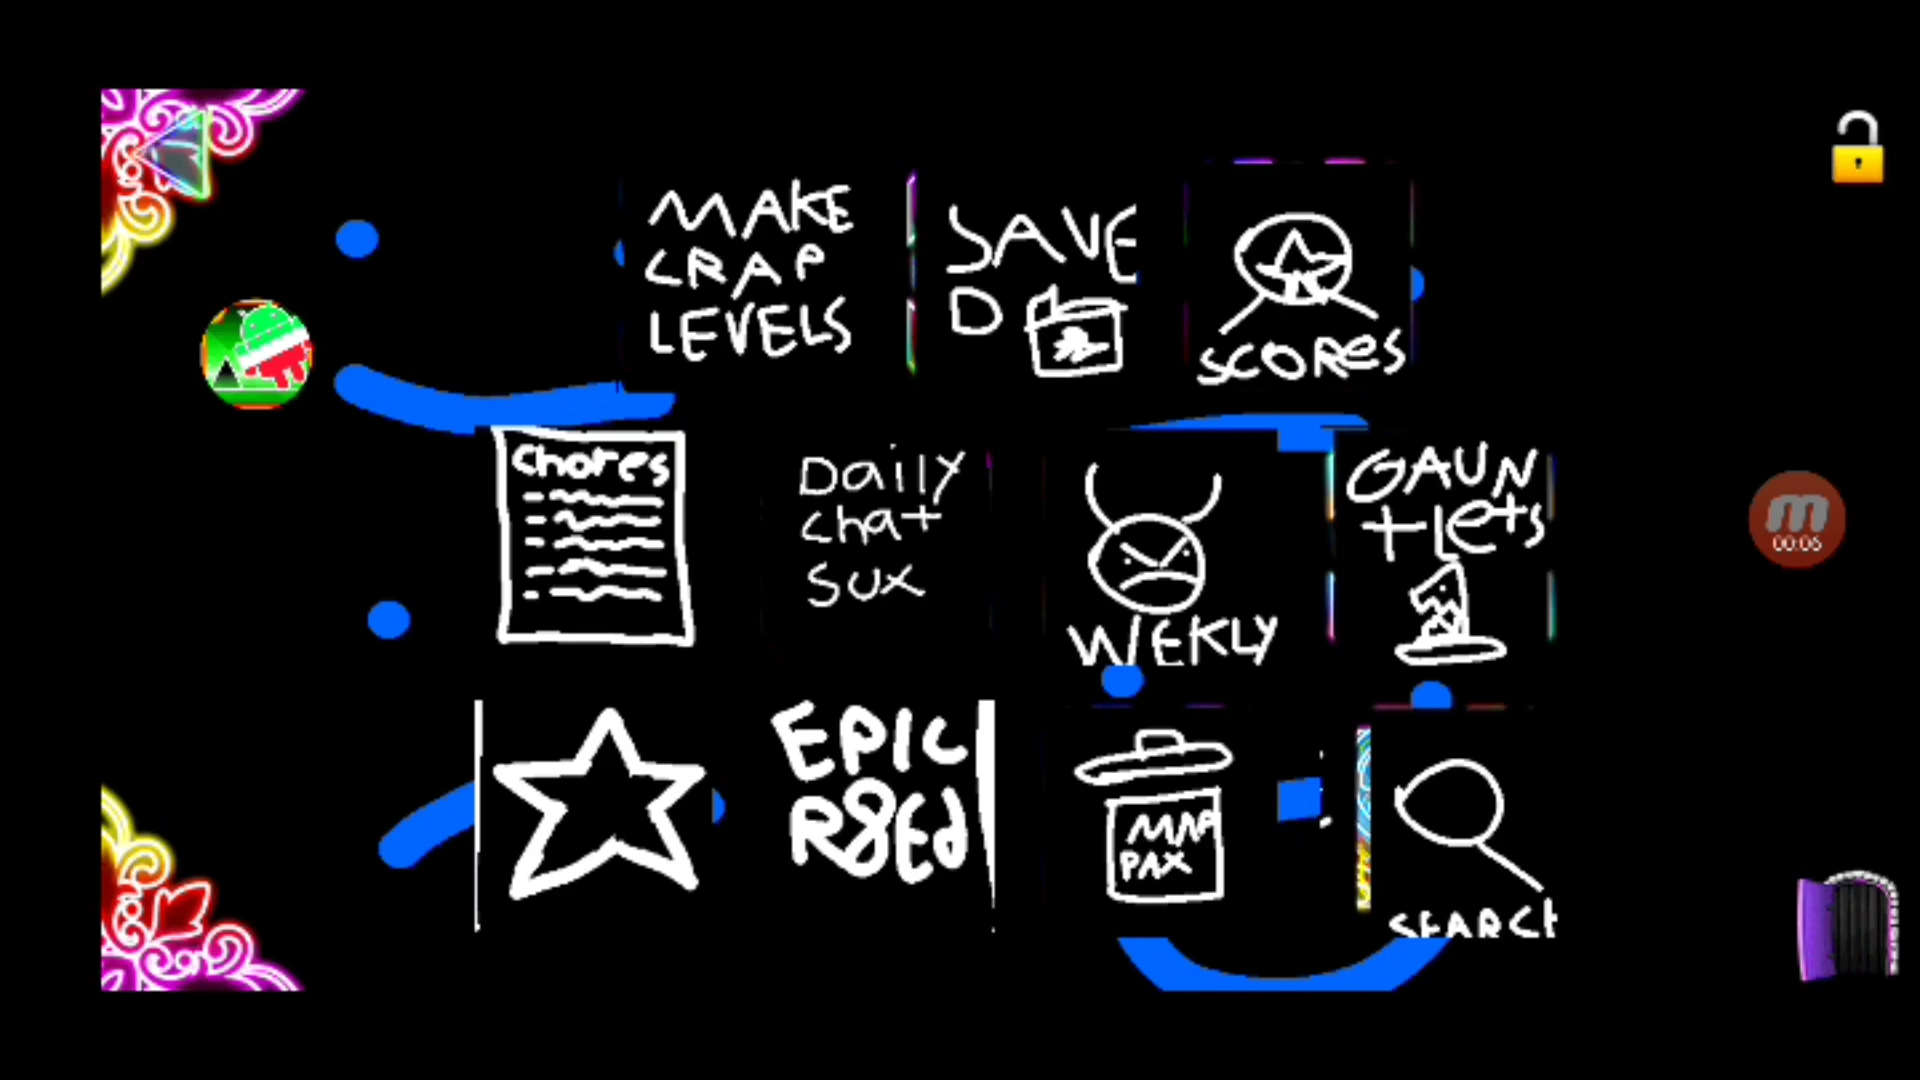 MAKE
CRAP
LEVELS
SAVE
D
SCORES
Chores
Daily
chat
sux
WEKLY
GAUN
tlets
EPIC
R8Ed
MAP
PAX
SEARCH
m
00:06